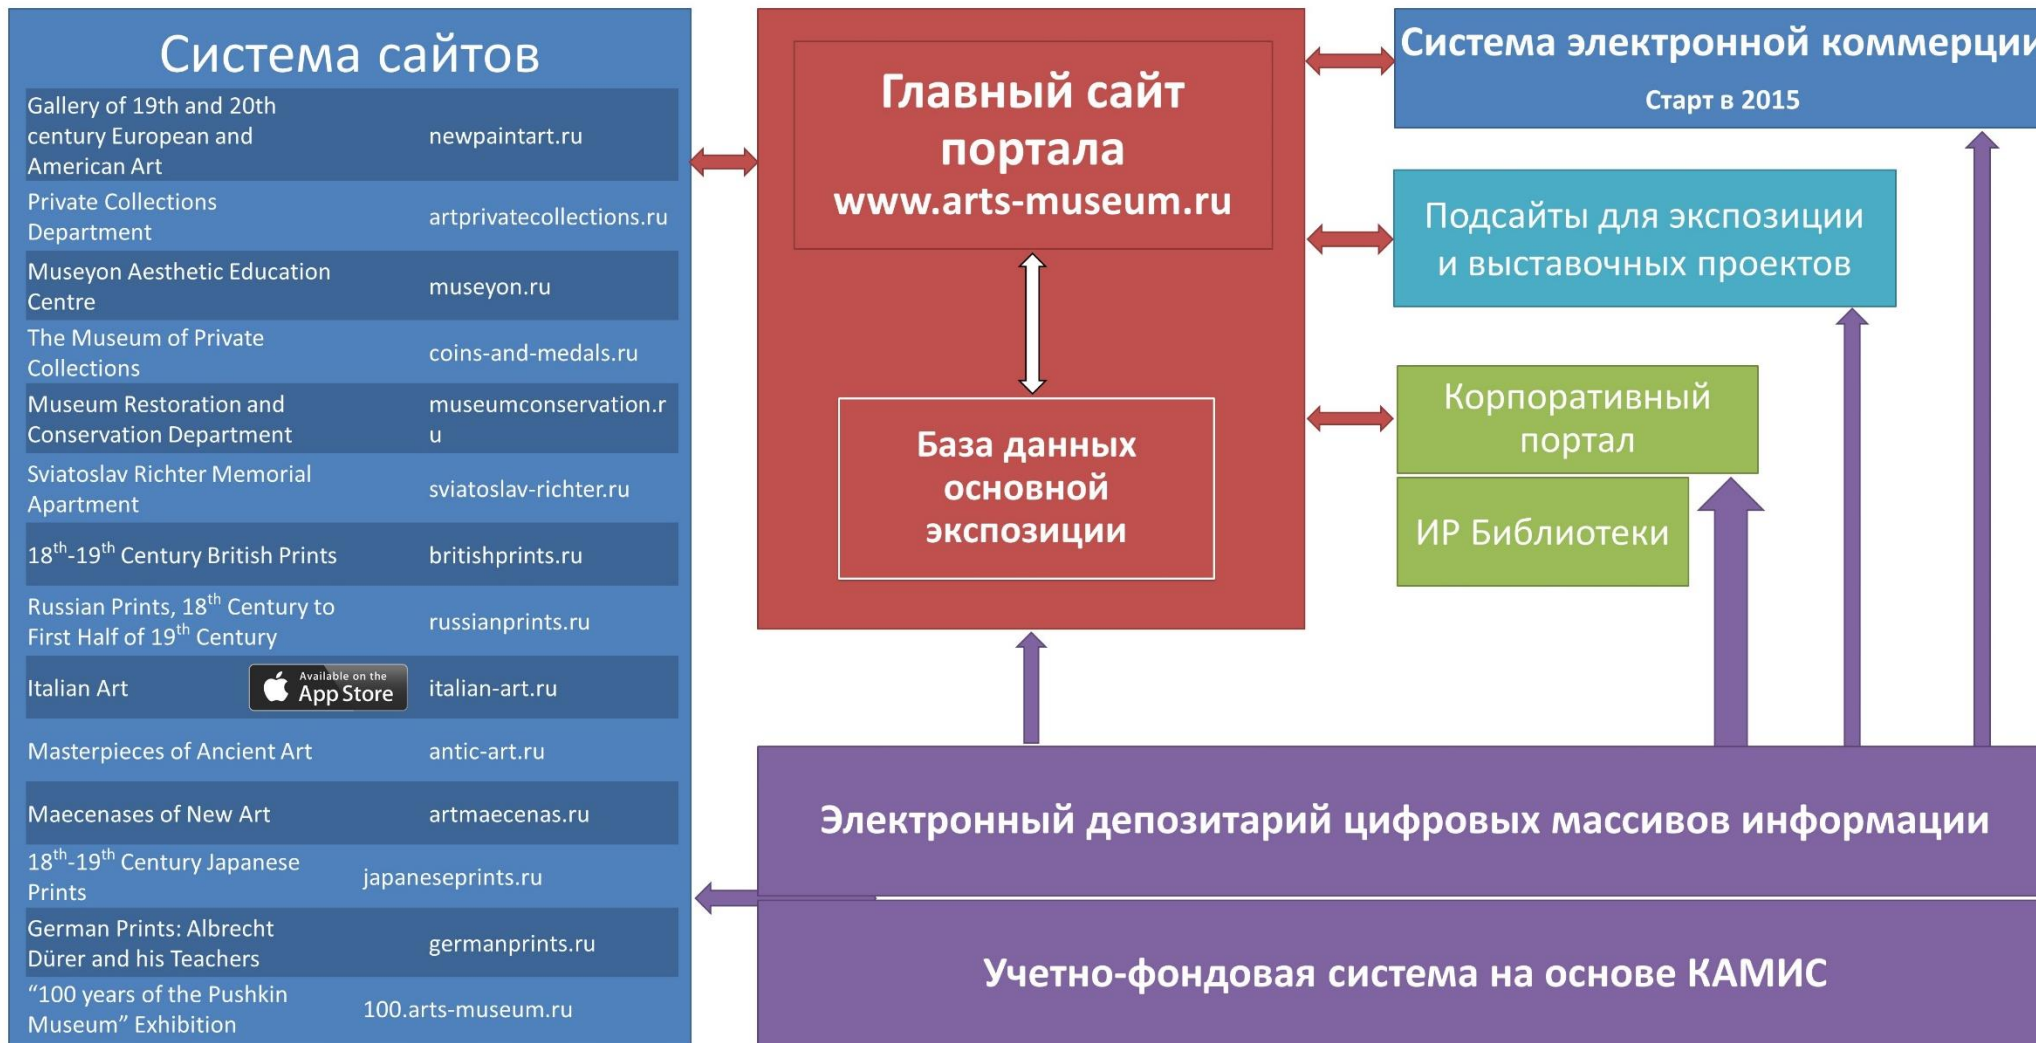 Система сайтов
Gallery of 19th and 20th
century European and
American Art
newpaintart.ru
Private Collections
Department
artprivatecollections.ru
Museyon Aesthetic Education
Centre
museyon.ru
The Museum of Private
Collections
coins-and-medals.ru
Museum Restoration and
Conservation Department
museumconservation.r
u
Sviatoslav Richter Memorial
Apartment
sviatoslav-richter.ru
18th-19th Century British Prints
britishprints.ru
Russian Prints, 18th Century to
First Half of 19th Century
russianprints.ru
Italian Art
Available on the
App Store
italian-art.ru
Masterpieces of Ancient Art
antic-art.ru
Maecenases of New Art
artmaecenas.ru
18th-19th Century Japanese
Prints
japaneseprints.ru
German Prints: Albrecht
Dürer and his Teachers
germanprints.ru
“100 years of the Pushkin
Museum” Exhibition
100.arts-museum.ru
Главный сайт
портала
www.arts-museum.ru
База данных
основной
экспозиции
Система электронной коммерции
Старт в 2015
Подсайты для экспозиции
и выставочных проектов
Корпоративный
портал
ИР Библиотеки
Электронный депозитарий цифровых массивов информации
Учетно-фондовая система на основе КАМИС